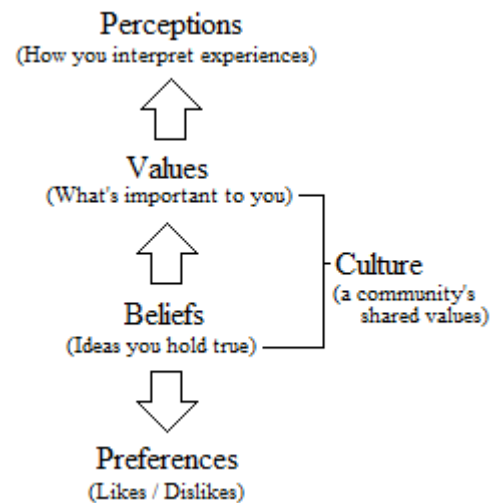 Perceptions
(How you interpret experiences)
Values
(What's important to you)
Culture
(a community's
shared values)
Beliefs
(Ideas you hold true)
Preferences
(Likes / Dislikes)